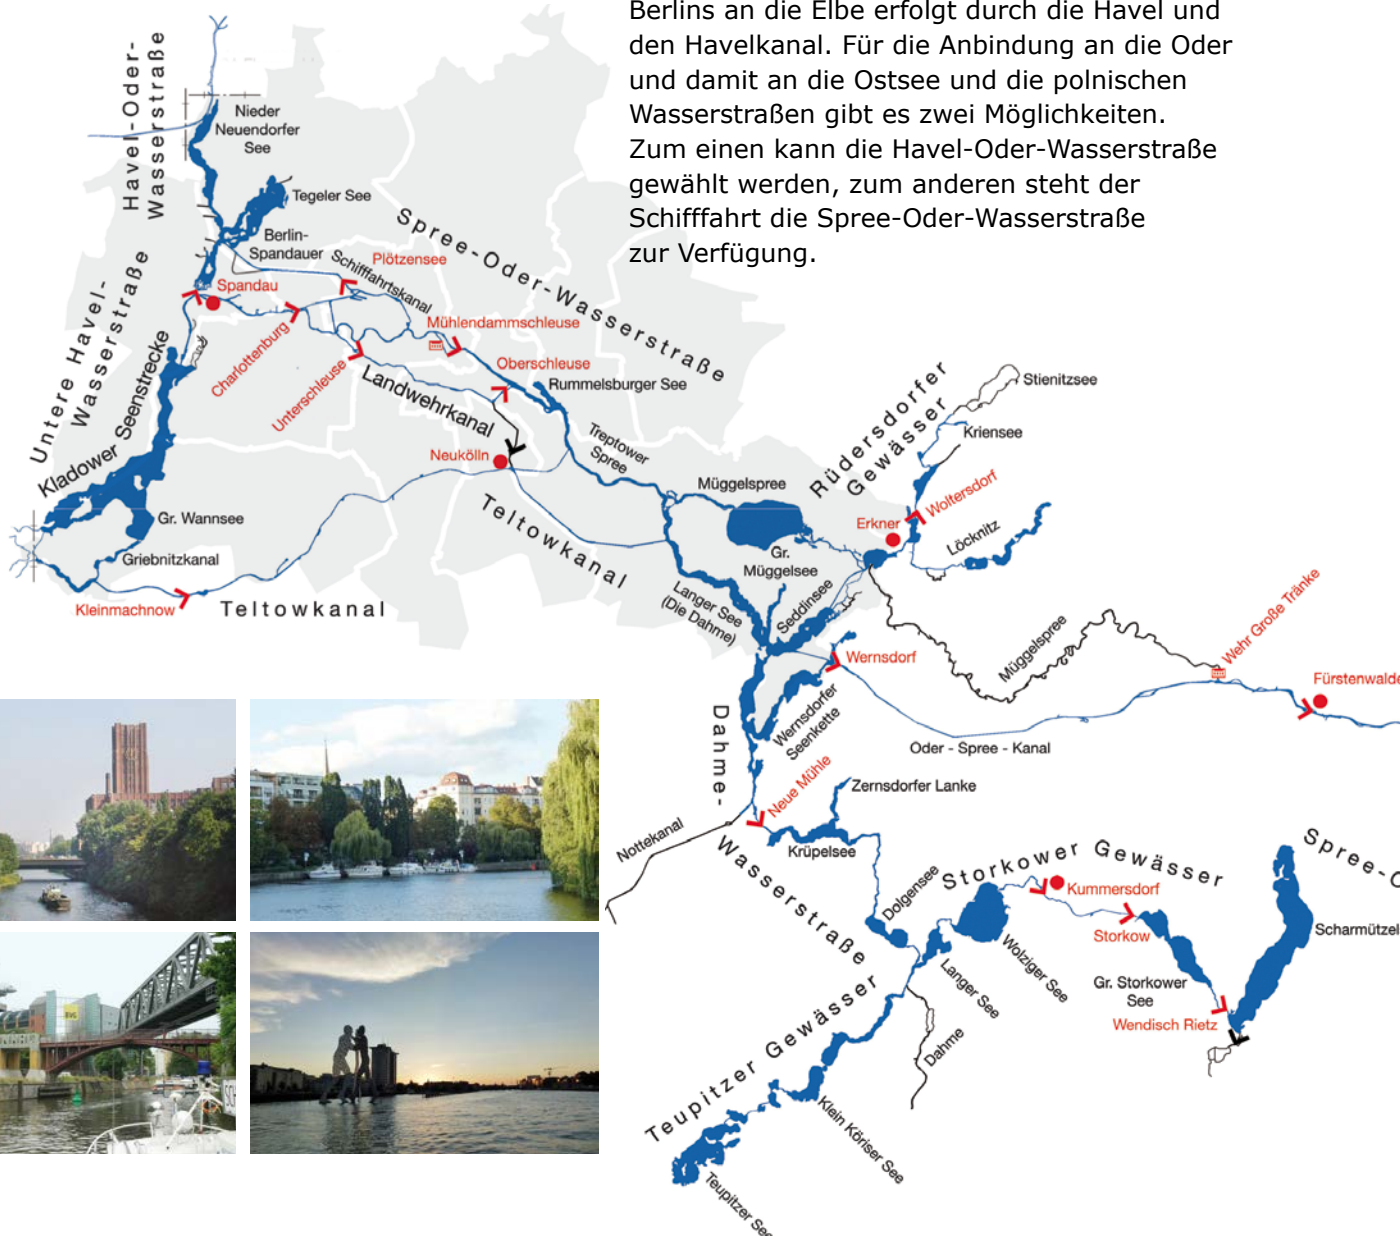 Berlins an die Elbe erfolgt durch die Havel und
den Havelkanal. Für die Anbindung an die Oder
und damit an die Ostsee und die polnischen
Wasserstraßen gibt es zwei Möglichkeiten.
Zum einen kann die Havel-Oder-Wasserstraße
gewählt werden, zum anderen steht der
Schifffahrt die Spree-Oder-Wasserstraße
zur Verfügung.
Havel-Oder-
Wasserstraße
Nieder
Neuendorfer
See
Tegeler See
Berlin-
Spandauer
Schifffahrtskanal
Plötzensee
Spree-Oder-Wasserstraße
Untere Havel-
Wasserstraße
Spandau
Charlottenburg
Mühlendammschleuse
Unterschleuse
Oberschleuse
Rummelsburger See
Landwehrkanal
Kladower Seenstrecke
Neukölln
Treptower
Spree
Gr. Wannsee
Griebnitzkanal
Kleinmachnow
Teltowkanal
Teltowkanal
Müggelspree
Gr.
Müggelsee
Langer See
(Die Dahme)
Seddinsee
Rüdersdorfer
Gewässer
Stienitzsee
Kriensee
Woltersdorf
Erkner
Löcknitz
Müggelspree
Wehr Große Tränke
Fürstenwalde
Wernsdorf
Wernsdorfer
Seenkette
Oder - Spree - Kanal
Dahme-
Wasserstraße
Neue Mühle
Zernsdorfer Lanke
Nottekanal
Krüpelsee
Dolgensee
Storkower Gewässer
Kummersdorf
Storkow
Wolziger See
Langer See
Gr. Storkower
See
Wendisch Rietz
Scharmützel
Spree-O
Teupitzer Gewässer
Dahme
Klein Köriser See
Teupitzer See
BVG